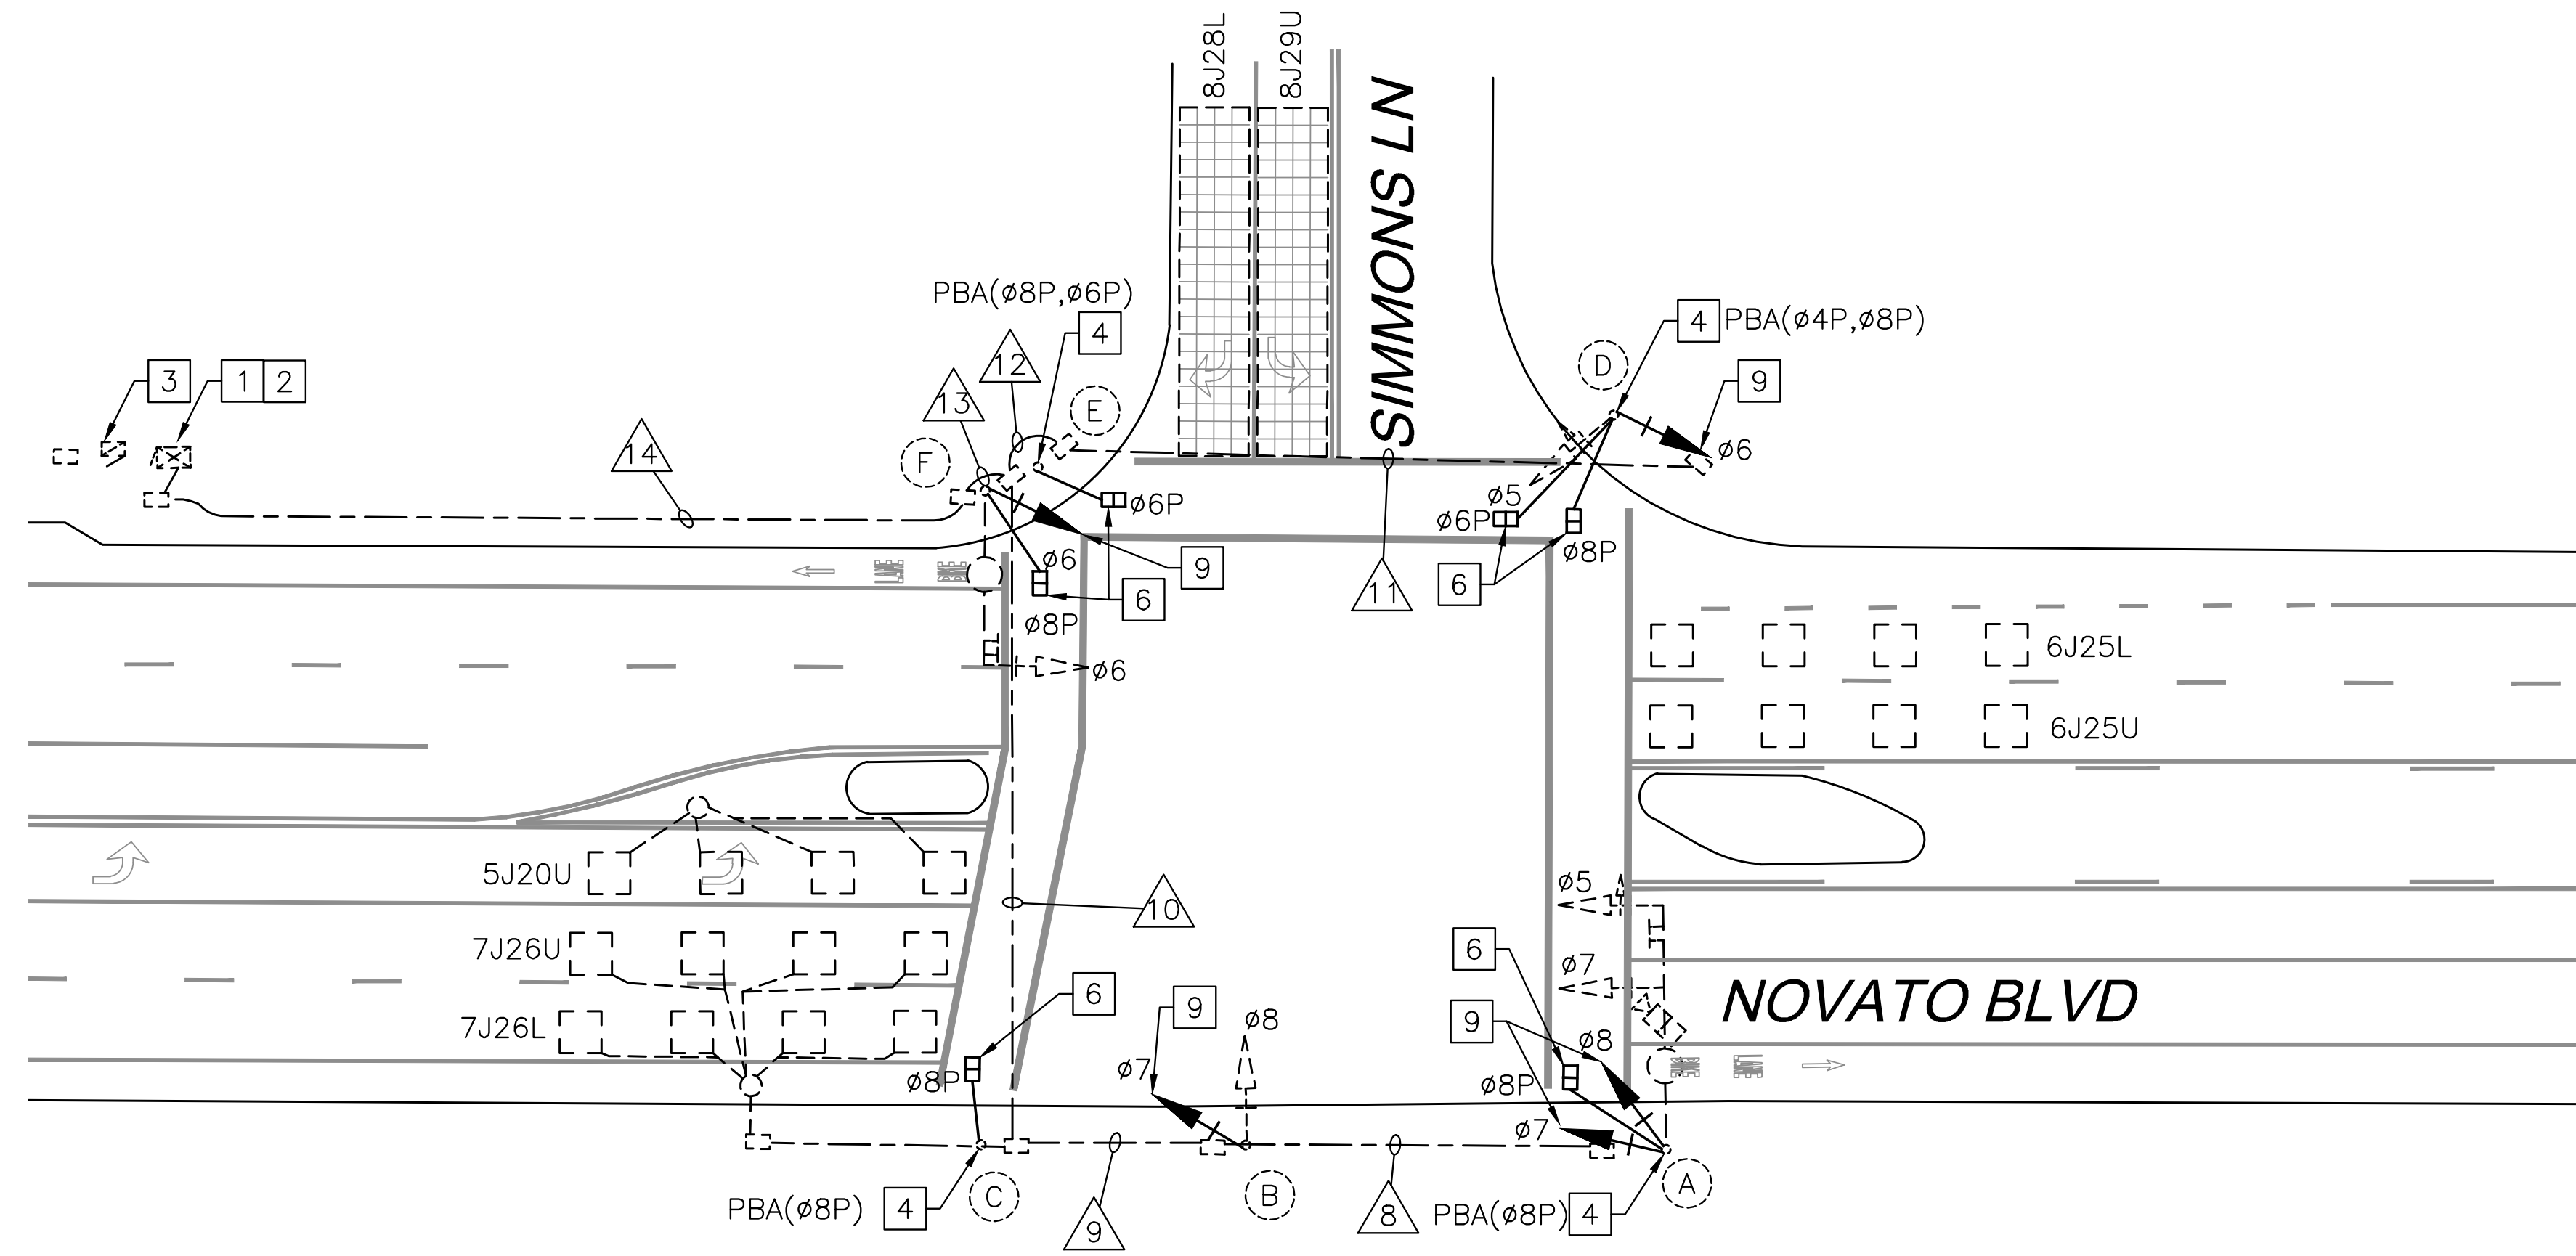 8J28L
8J29U
SIMMONS LN
PBA(ø8P,ø6P)
4
12
13
E
F
14
3
1 2
4 PBA(ø4P,ø8P)
D
9
ø6
ø5
ø6P
ø8P
6
11
ø6P
ø6
9
6
ø8P
ø6
6J25L
6J25U
5J20U
7J26U
7J26L
10
6
9
ø8
ø7
ø8P
ø5
6
ø7
9
ø8
ø8P
ø7
NOVATO BLVD
PBA(ø8P) 4
C
9
B
8
PBA(ø8P) 4
A